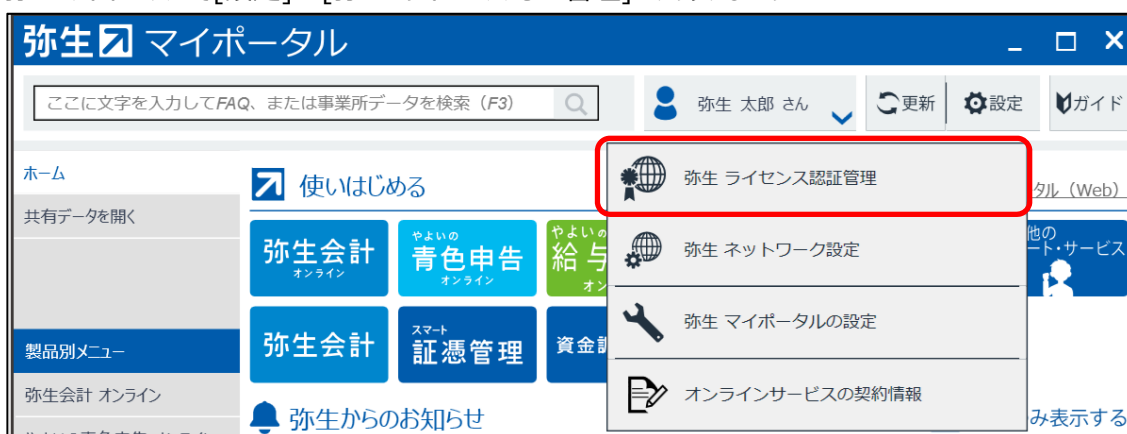 弥生 マイポータル
ここに文字を入力してFAQ、または事業所データを検索（F3）
弥生 太郎 さん
更新
設定
ガイド
ホーム
共有データを開く
製品別メニュー
弥生会計 オンライン
使いはじめる
タル（Web）
弥生会計
オンライン
やよいの
青色申告
オンライン
やよいの
給与
オン
他の
ート・サービス
弥生会計
スマート
証憑管理
資金調
弥生からのお知らせ
み表示する
弥生 ライセンス認証管理
弥生 ネットワーク設定
弥生 マイポータルの設定
オンラインサービスの契約情報